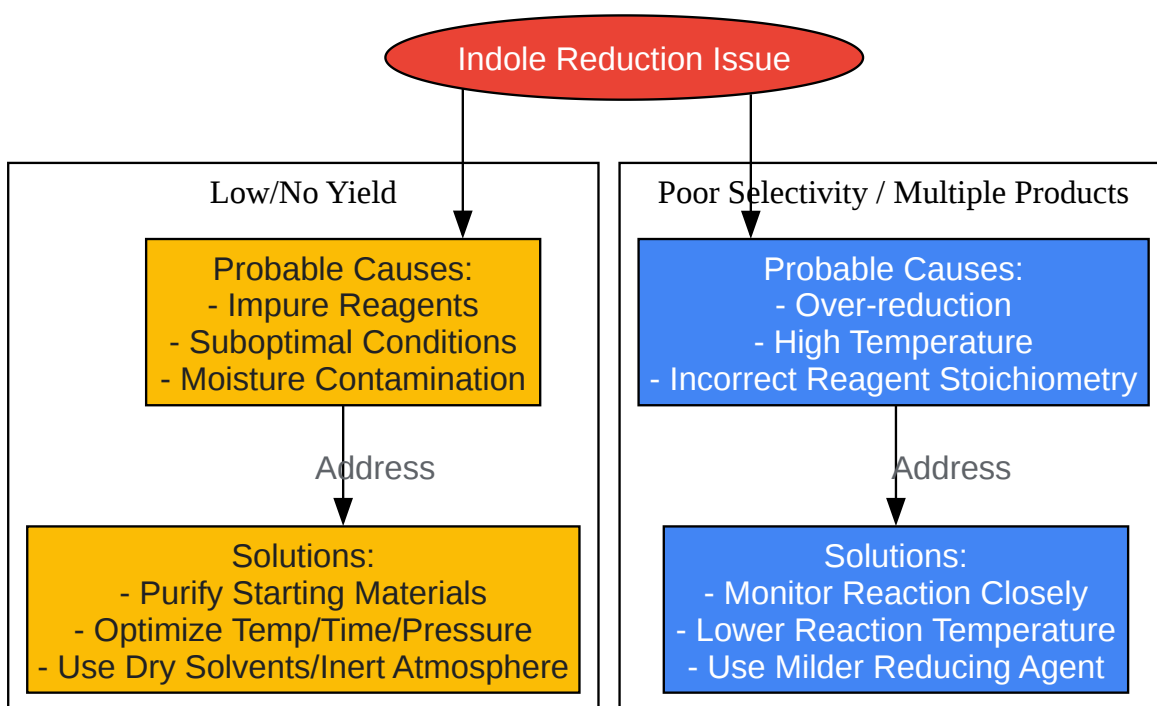 Indole Reduction Issue
Low/No Yield
Probable Causes:
- Impure Reagents
- Suboptimal Conditions
- Moisture Contamination
Address
Solutions:
- Purify Starting Materials
- Optimize Temp/Time/Pressure
- Use Dry Solvents/Inert Atmosphere
Poor Selectivity / Multiple Products
Probable Causes:
- Over-reduction
- High Temperature
- Incorrect Reagent Stoichiometry
Address
Solutions:
- Monitor Reaction Closely
- Lower Reaction Temperature
- Use Milder Reducing Agent